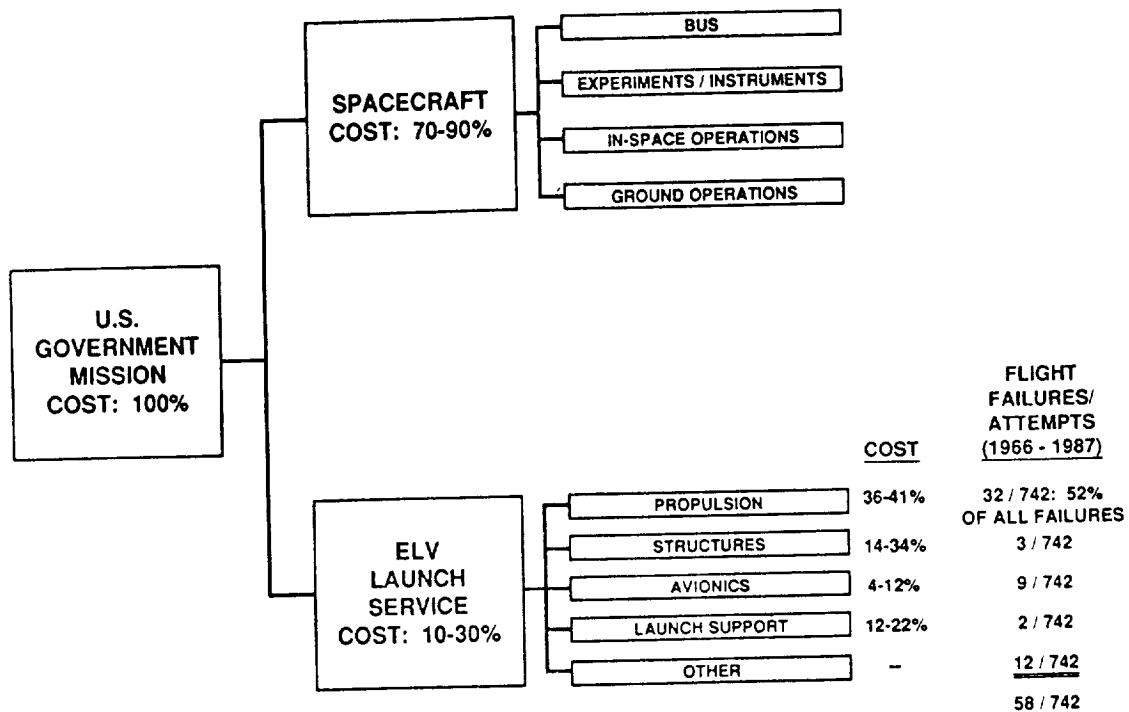 BUS
EXPERIMENTS / INSTRUMENTS
SPACECRAFT
COST: 70-90%
IN-SPACE OPERATIONS
GROUND OPERATIONS
U.S.
GOVERNMENT
MISSION
COST: 100%
FLIGHT
FAILURES/
ATTEMPTS
COST (1966 - 1987)
PROPULSION 36-41% 32 / 742: 52%
OF ALL FAILURES
STRUCTURES 14-34% 3 / 742
ELV
LAUNCH
SERVICE
COST: 10-30%
AVIONICS 4-12% 9 / 742
LAUNCH SUPPORT 12-22% 2 / 742
OTHER – 12 / 742
58 / 742